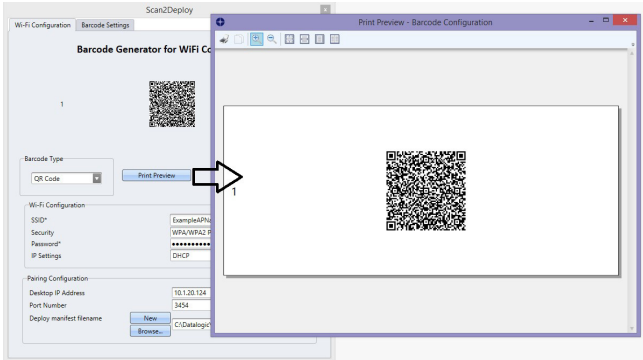 Scan2Deploy
x
Wi-Fi Configuration Barcode Settings
Barcode Generator for WiFi Co
1
Barcode Type
QR Code
Print Preview
Wi-Fi Configuration
SSID* ExampleAPNa
Security WPA/WPA2 P
Password* ••••••••••
IP Settings DHCP
Pairing Configuration
Desktop IP Address 10.1.20.124
Port Number 3454
Deploy manifest filename New
Browse... C:\Datalogic\
Print Preview - Barcode Configuration
1